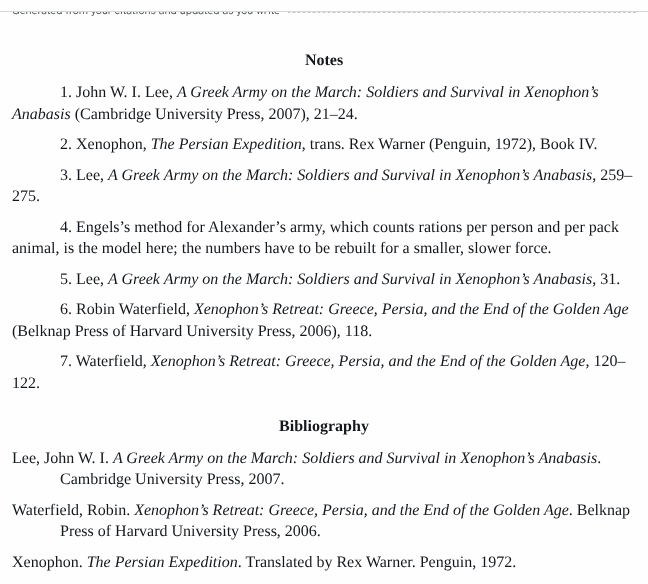 Generated from your citations and updated as you write
Notes
1. John W. I. Lee, A Greek Army on the March: Soldiers and Survival in Xenophon’s
Anabasis (Cambridge University Press, 2007), 21–24.
2. Xenophon, The Persian Expedition, trans. Rex Warner (Penguin, 1972), Book IV.
3. Lee, A Greek Army on the March: Soldiers and Survival in Xenophon’s Anabasis, 259–
275.
4. Engels’s method for Alexander’s army, which counts rations per person and per pack
animal, is the model here; the numbers have to be rebuilt for a smaller, slower force.
5. Lee, A Greek Army on the March: Soldiers and Survival in Xenophon’s Anabasis, 31.
6. Robin Waterfield, Xenophon’s Retreat: Greece, Persia, and the End of the Golden Age
(Belknap Press of Harvard University Press, 2006), 118.
7. Waterfield, Xenophon’s Retreat: Greece, Persia, and the End of the Golden Age, 120–
122.
Bibliography
Lee, John W. I. A Greek Army on the March: Soldiers and Survival in Xenophon’s Anabasis.
Cambridge University Press, 2007.
Waterfield, Robin. Xenophon’s Retreat: Greece, Persia, and the End of the Golden Age. Belknap
Press of Harvard University Press, 2006.
Xenophon. The Persian Expedition. Translated by Rex Warner. Penguin, 1972.